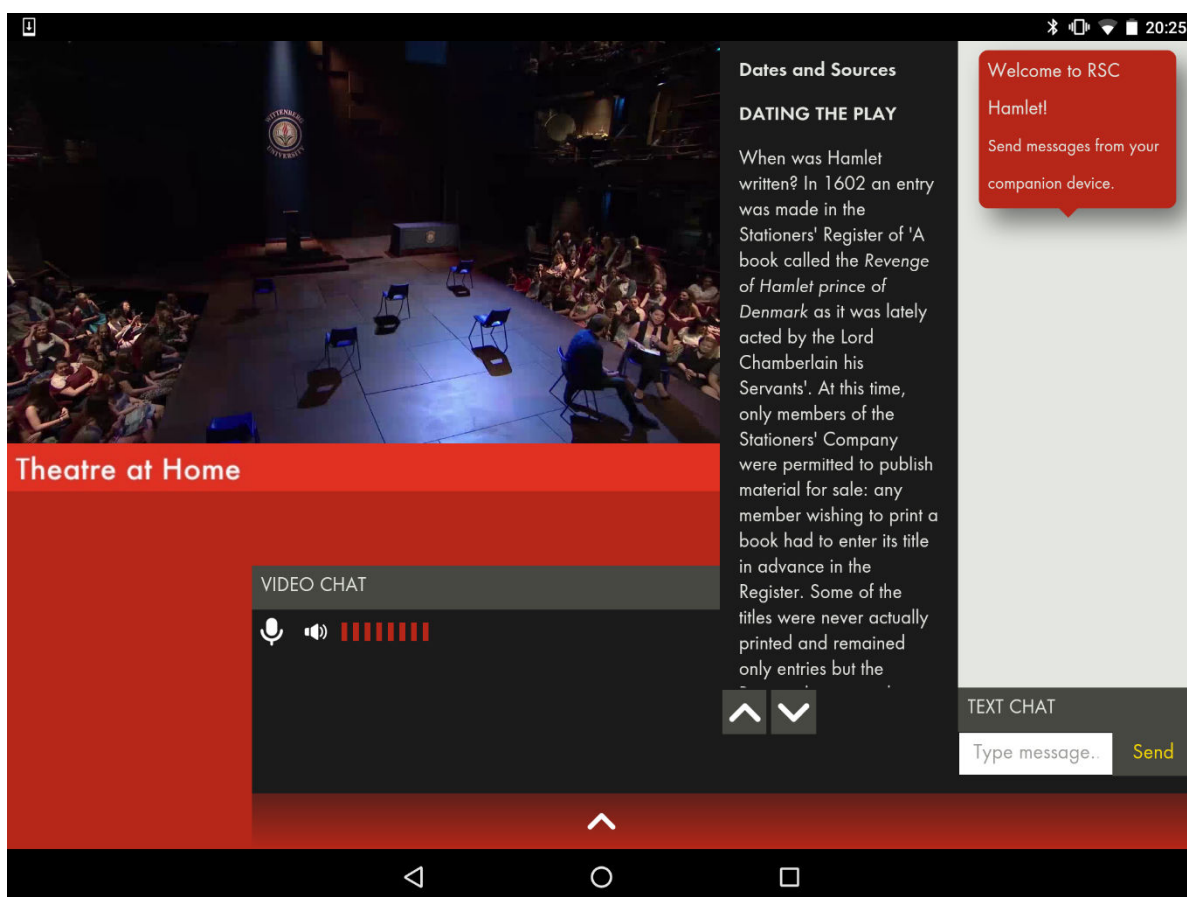 20:25
WITTENBERG
UNIVERSITY
Theatre at Home
VIDEO CHAT
Dates and Sources
DATING THE PLAY
When was Hamlet
written? In 1602 an entry
was made in the
Stationers' Register of 'A
book called the Revenge
of Hamlet prince of
Denmark as it was lately
acted by the Lord
Chamberlain his
Servants'. At this time,
only members of the
Stationers' Company
were permitted to publish
material for sale: any
member wishing to print a
book had to enter its title
in advance in the
Register. Some of the
titles were never actually
printed and remained
only entries but the
Welcome to RSC
Hamlet!
Send messages from your
companion device.
TEXT CHAT
Type message..
Send